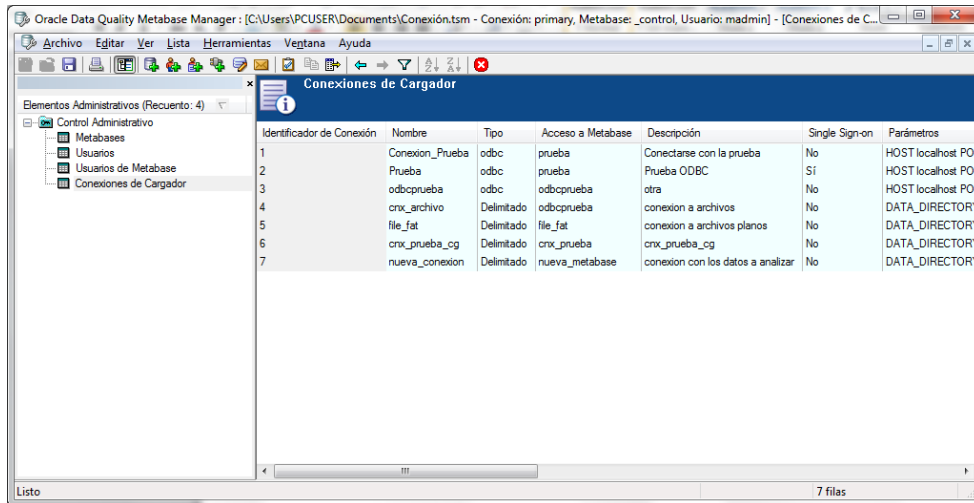 Oracle Data Quality Metabase Manager : [C:\Users\PCUSER\Documents\Conexión.tsm - Conexión: primary, Metabase: _control, Usuario: madmin] - [Conexiones de C...
Archivo Editar Ver Lista Herramientas Ventana Ayuda
Conexiones de Cargador
Elementos Administrativos (Recuento: 4)
Control Administrativo
Metabases
Usuarios
Usuarios de Metabase
Conexiones de Cargador
Identificador de Conexión Nombre Tipo Acceso a Metabase Descripción Single Sign-on Parámetros
1 Conexion_Prueba odbc prueba Conectarse con la prueba No HOST localhost PO
2 Prueba odbc prueba Prueba ODBC Sí HOST localhost PO
3 odbcprueba odbc odbcprueba otra No HOST localhost PO
4 cnx_archivo Delimitado odbcprueba conexion a archivos No DATA_DIRECTORY
5 file_fat Delimitado file_fat conexion a archivos planos No DATA_DIRECTORY
6 cnx_prueba_cg Delimitado cnx_prueba cnx_prueba_cg No DATA_DIRECTORY
7 nueva_conexion Delimitado nueva_metabase conexion con los datos a analizar No DATA_DIRECTORY
Listo 7 filas